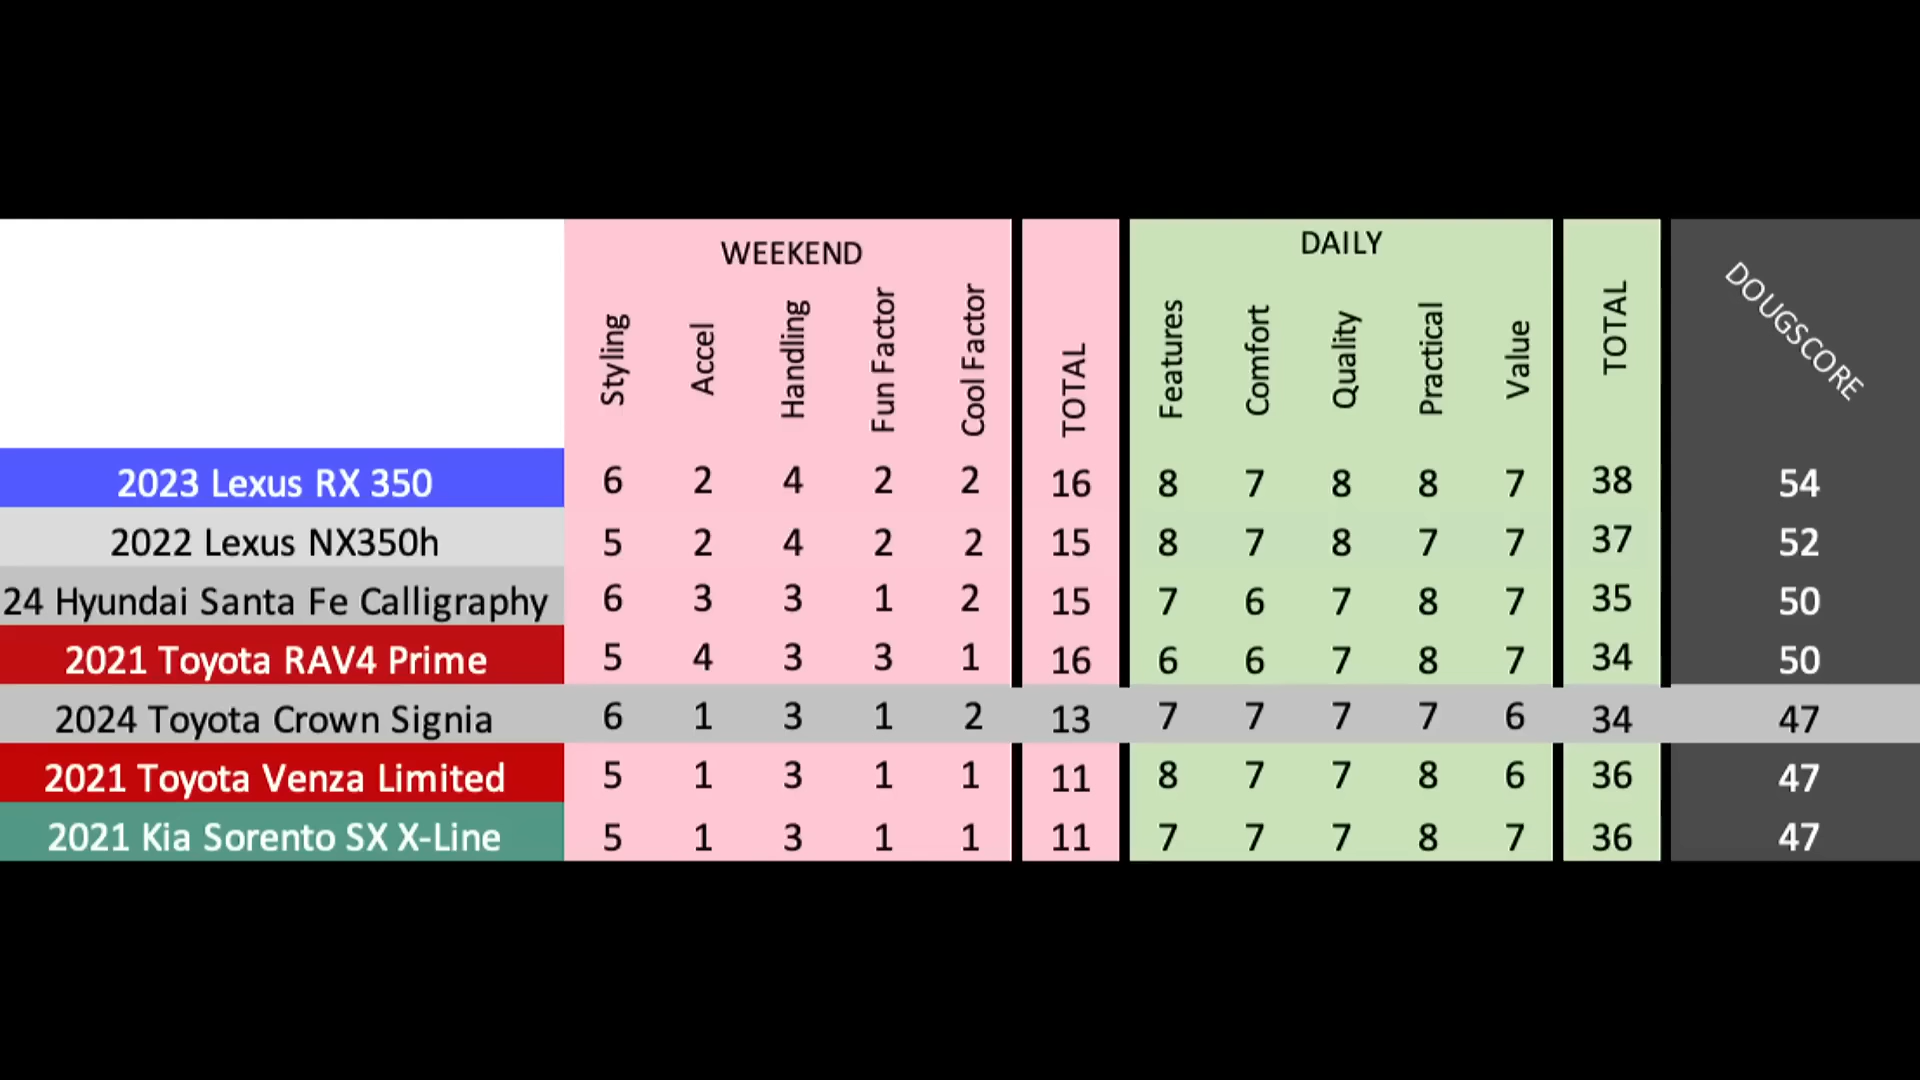 WEEKEND DAILY
Styling Accel Handling Fun Factor Cool Factor TOTAL Features Comfort Quality Practical Value TOTAL DOUGSCORE
2023 Lexus RX 350 6 2 4 2 2 16 8 7 8 8 7 38 54
2022 Lexus NX350h 5 2 4 2 2 15 8 7 8 7 7 37 52
24 Hyundai Santa Fe Calligraphy 6 3 3 1 2 15 7 6 7 8 7 35 50
2021 Toyota RAV4 Prime 5 4 3 3 1 16 6 6 7 8 7 34 50
2024 Toyota Crown Signia 6 1 3 1 2 13 7 7 7 7 6 34 47
2021 Toyota Venza Limited 5 1 3 1 1 11 8 7 7 8 6 36 47
2021 Kia Sorento SX X-Line 5 1 3 1 1 11 7 7 7 8 7 36 47